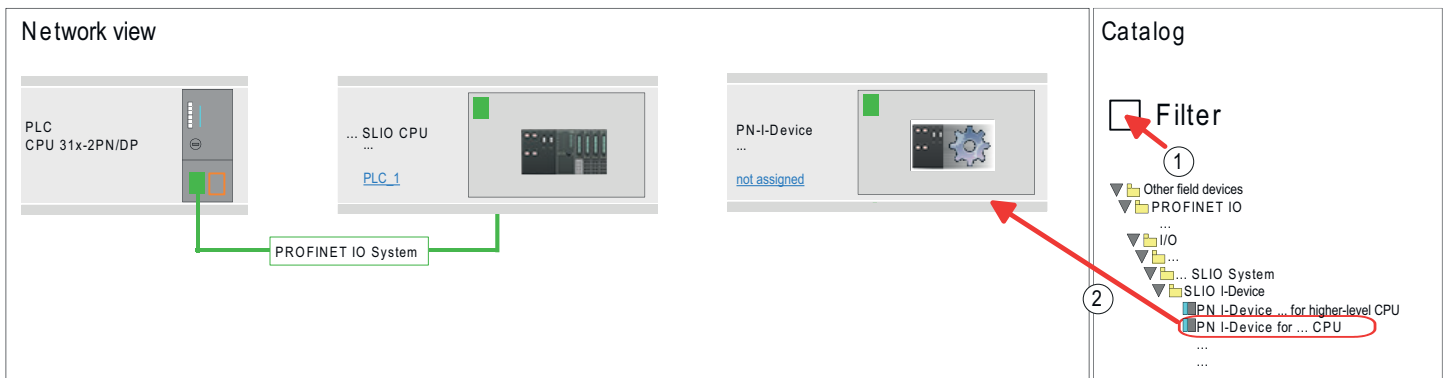 Network view
PLC
CPU 31x-2PN/DP
... SLIO CPU
...
PLC_1
PROFINET IO System
PN-I-Device
...
not assigned
Catalog
Filter
1
Other field devices
PROFINET IO
...
I/O
...
... SLIO System
SLIO I-Device
PN I-Device ... for higher-level CPU
2
PN I-Device for ... CPU
...
...